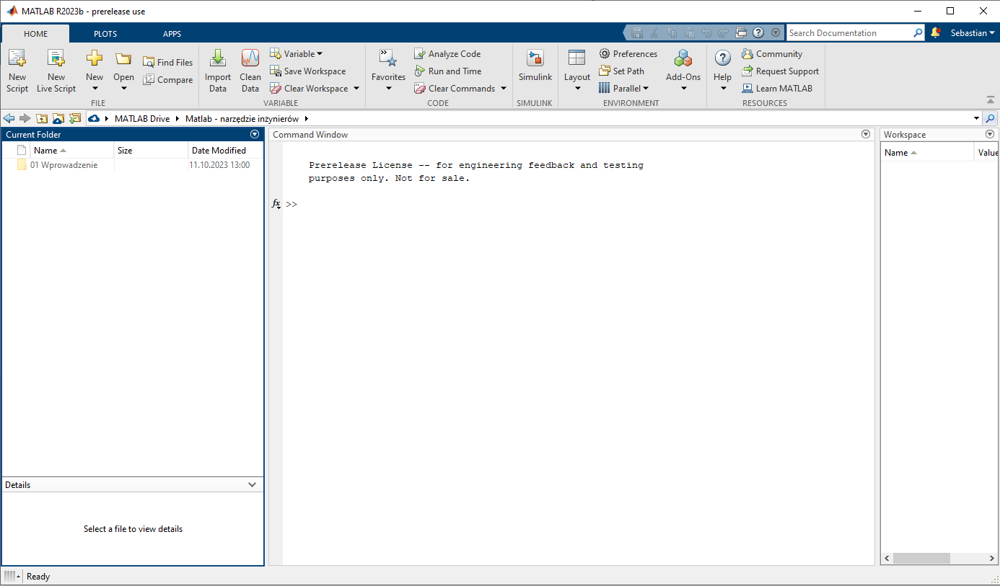 MATLAB R2023b - prerelease use
HOME PLOTS APPS
Search Documentation
Sebastian
New Script
New Live Script
New
Open
Find Files
Compare
FILE
Import Data
Clean Data
Variable
Save Workspace
Clear Workspace
VARIABLE
Favorites
Analyze Code
Run and Time
Clear Commands
CODE
Simulink
SIMULINK
Layout
Preferences
Set Path
Parallel
Add-Ons
ENVIRONMENT
Help
Community
Request Support
Learn MATLAB
RESOURCES
MATLAB Drive Matlab - narzędzie inżynierów
Current Folder
Name Size Date Modified
01 Wprowadzenie 11.10.2023 13:00
Details
Select a file to view details
Command Window
Prerelease License -- for engineering feedback and testing
purposes only. Not for sale.
fx >>
Workspace
Name Value
Ready